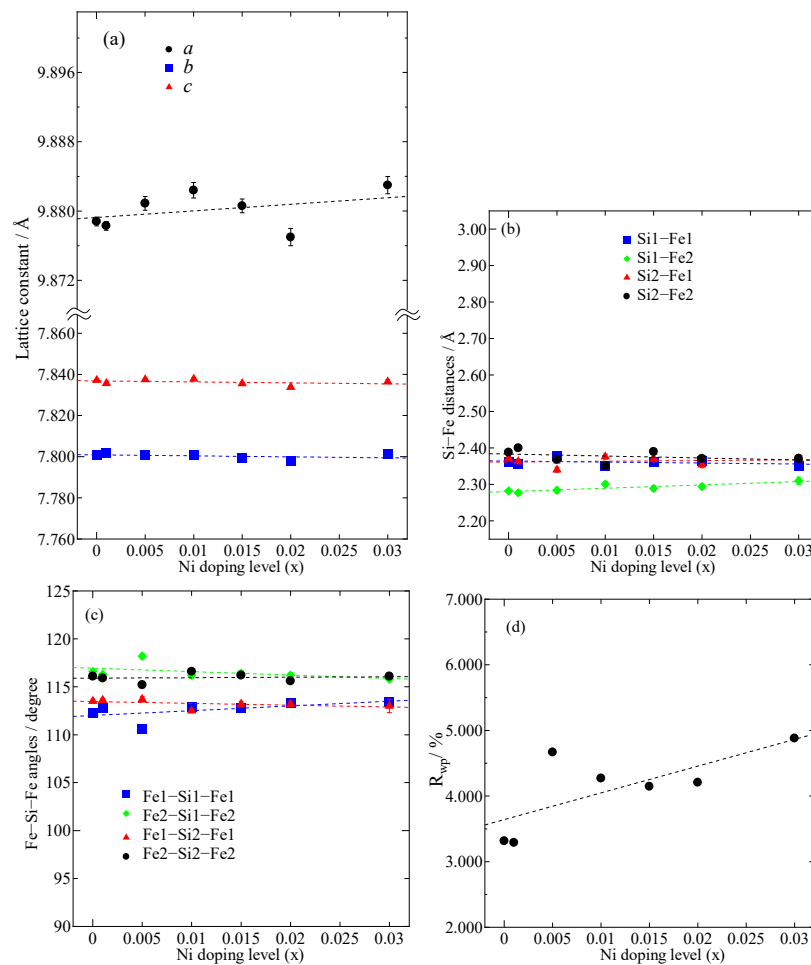 (a)
a
b
c
9.896
9.888
9.880
9.872
7.860
7.840
7.820
7.800
7.780
7.760
Lattice constant / Å
0 0.005 0.01 0.015 0.02 0.025 0.03
Ni doping level (x)
(b)
Si1−Fe1
Si1−Fe2
Si2−Fe1
Si2−Fe2
3.00
2.90
2.80
2.70
2.60
2.50
2.40
2.30
2.20
Si−Fe distances / Å
0 0.005 0.01 0.015 0.02 0.025 0.03
Ni doping level (x)
(c)
125
120
115
110
105
100
95
90
Fe−Si−Fe angles / degree
Fe1−Si1−Fe1
Fe2−Si1−Fe2
Fe1−Si2−Fe1
Fe2−Si2−Fe2
0 0.005 0.01 0.015 0.02 0.025 0.03
Ni doping level (x)
(d)
7.000
6.000
5.000
4.000
3.000
2.000
Rwp/ %
0 0.005 0.01 0.015 0.02 0.025 0.03
Ni doping level (x)